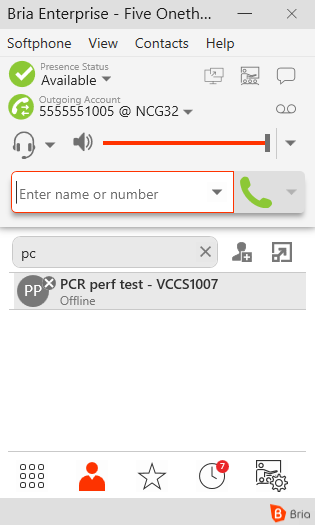 Bria Enterprise - Five Oneth...
Softphone View Contacts Help
Presence Status
Available
Outgoing Account
5555551005 @ NCG32
Enter name or number
pc
PP
PCR perf test - VCCS1007
Offline
7
Bria